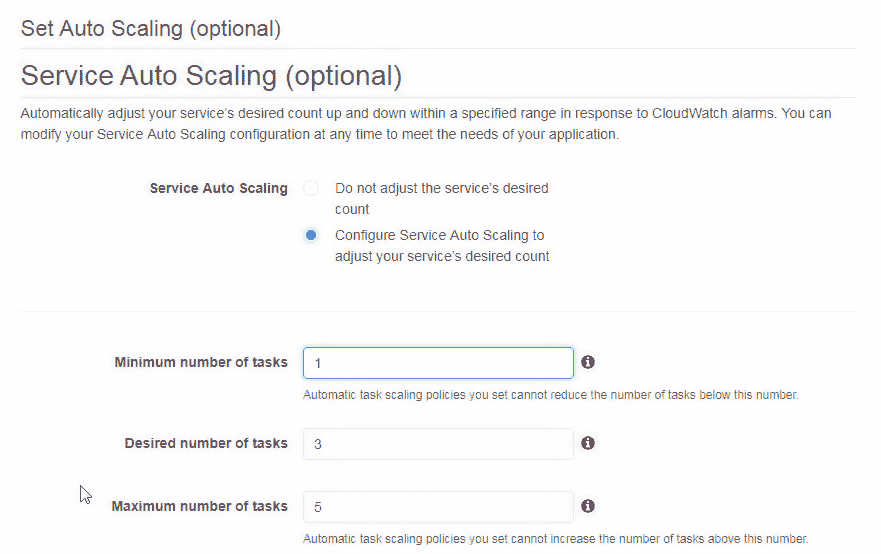 Set Auto Scaling (optional)
Service Auto Scaling (optional)
Automatically adjust your service's desired count up and down within a specified range in response to CloudWatch alarms. You can
modify your Service Auto Scaling configuration at any time to meet the needs of your application.
Service Auto Scaling
Do not adjust the service's desired
count
Configure Service Auto Scaling to
adjust your service's desired count
Minimum number of tasks 1
Automatic task scaling policies you set cannot reduce the number of tasks below this number.
Desired number of tasks 3
Maximum number of tasks 5
Automatic task scaling policies you set cannot increase the number of tasks above this number.